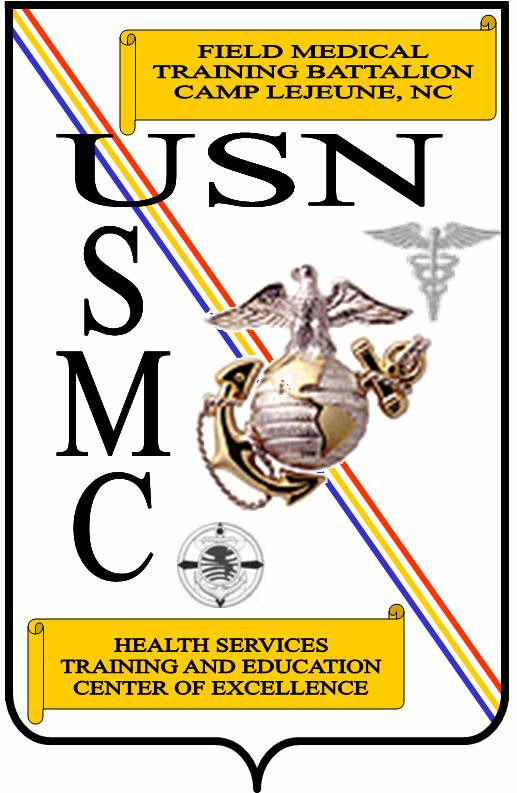 FIELD MEDICAL
TRAINING BATTALION
CAMP LEJEUNE, NC
USN
S
M
C
HEALTH SERVICES
TRAINING AND EDUCATION
CENTER OF EXCELLENCE